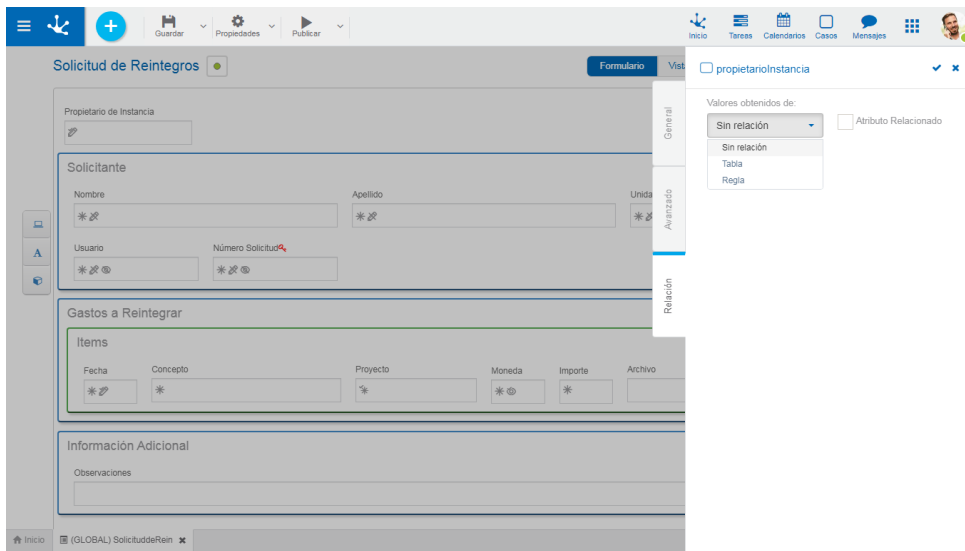 Guardar
Propiedades
Publicar
Inicio
Tareas
Calendarios
Casos
Mensajes
Solicitud de Reintegros
Formulario
Vist
Propietario de Instancia
Solicitante
Nombre
Apellido
Unida
Usuario
Número Solicitud
Gastos a Reintegrar
Items
Fecha
Concepto
Proyecto
Moneda
Importe
Archivo
Información Adicional
Observaciones
General
Avanzado
Relación
propietarioInstancia
Valores obtenidos de:
Sin relación
Atributo Relacionado
Sin relación
Tabla
Regla
Inicio
(GLOBAL) SolicituddeRein